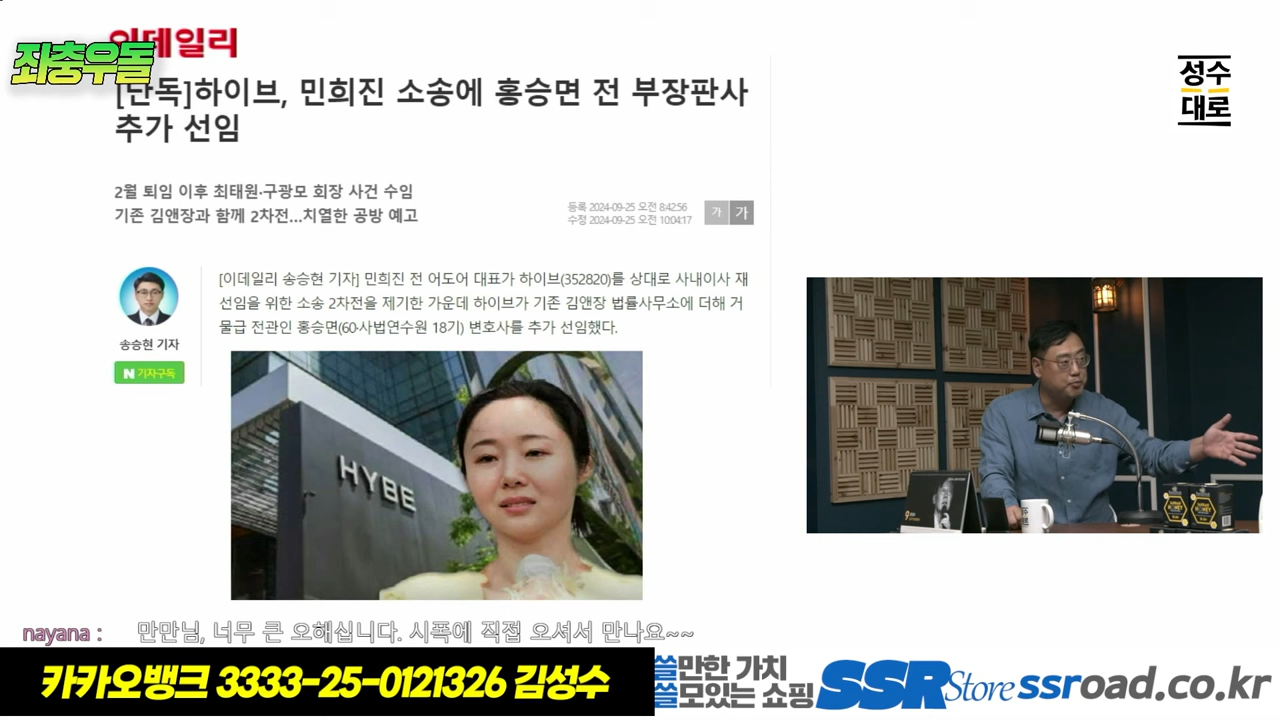 이데일리
좌충우돌
[단독]하이브, 민희진 소송에 홍승면 전 부장판사
추가 선임
성수
대로
2월 퇴임 이후 최태원·구광모 회장 사건 수임
기존 김앤장과 함께 2차전...치열한 공방 예고
등록 2024-09-25 오전 8:42:56
수정 2024-09-25 오전 10:04:17
가 가
[이데일리 송승현 기자] 민희진 전 어도어 대표가 하이브(352820)를 상대로 사내이사 재
선임을 위한 소송 2차전을 제기한 가운데 하이브가 기존 김앤장 법률사무소에 더해 거
물급 전관인 홍승면(60·사법연수원 18기) 변호사를 추가 선임했다.
송승현 기자
N 기자구독
HYBE
HONEY
HONEY
nayana : 만만님, 너무 큰 오해십니다. 시폭에 직접 오셔서 만나요~~
카카오뱅크 3333-25-0121326 김성수
쓸만한 가치
쓸모있는 쇼핑
SSR Store ssroad.co.kr